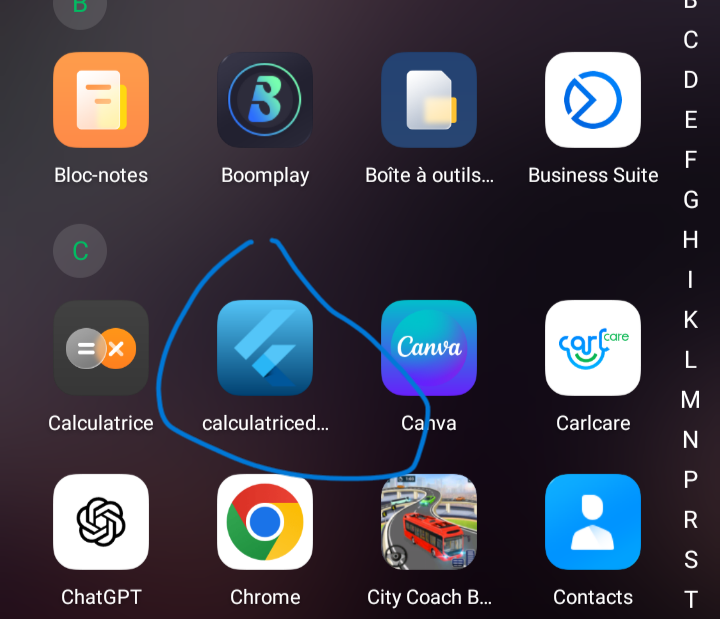 B
B
C
D
E
F
G
H
I
K
L
M
N
P
R
S
T
Bloc-notes
Boomplay
Boîte à outils...
Business Suite
C
Canva
carlcare
Calculatrice
calculatriced...
Canva
Carlcare
ChatGPT
Chrome
City Coach B...
Contacts